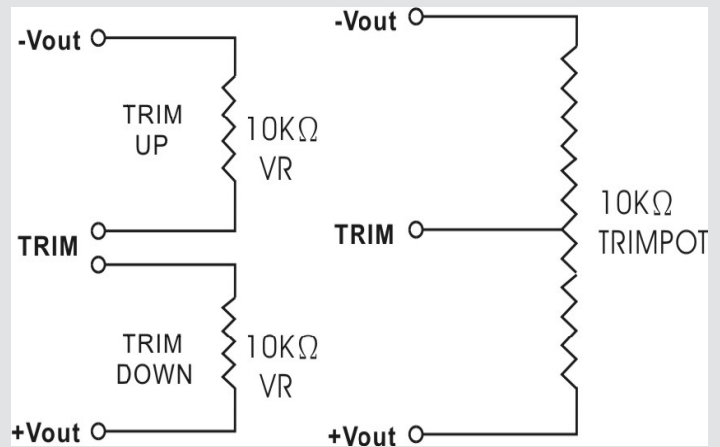 -Vout
TRIM
UP
10KΩ
VR
TRIM
TRIM
DOWN
10KΩ
VR
+Vout
-Vout
TRIM
10KΩ
TRIMPOT
+Vout